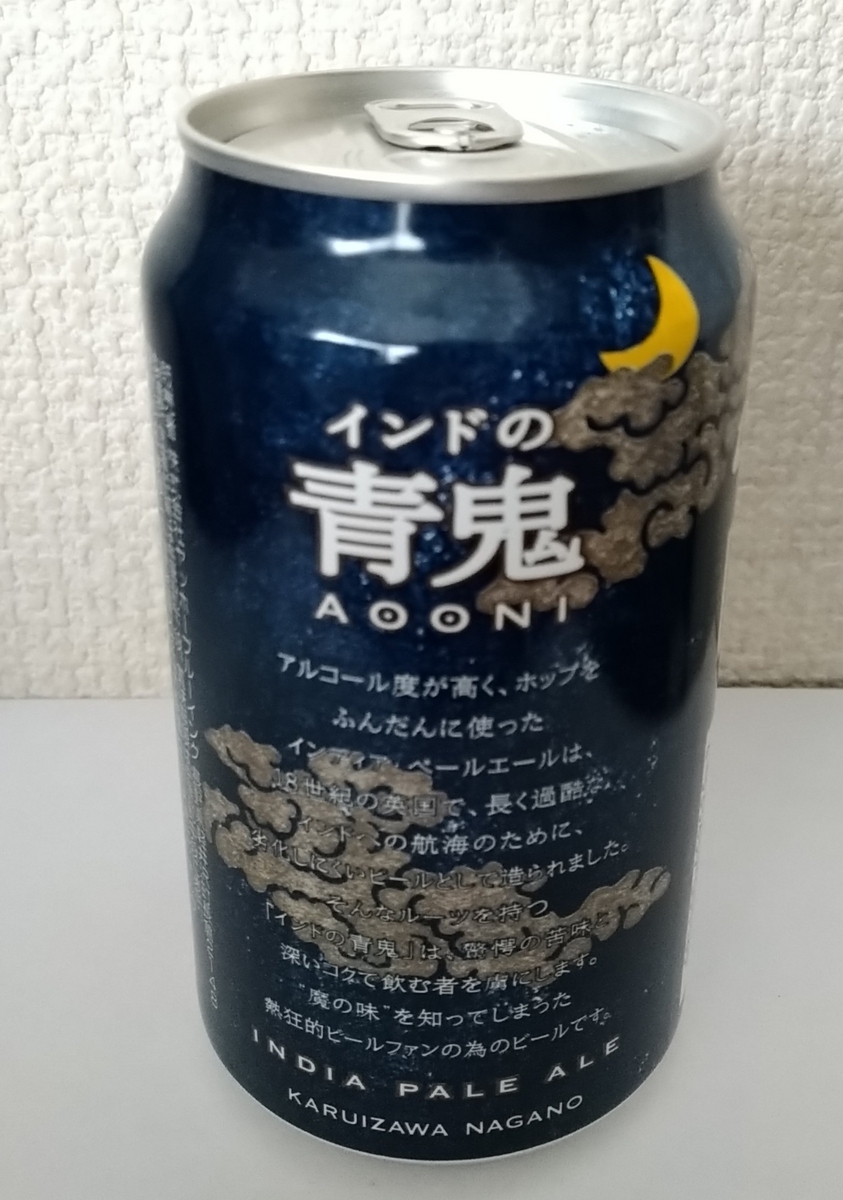 インドの
青鬼
AOONI
アルコール度が高く、ホップを
ふんだんに使った
インディア・ペールエールは、
18世紀の英国で、長く過酷な
インドへの航海のために、
劣化しにくいビールとして造られました。
そんなルーツを持つ
「インドの青鬼」は、驚愕の苦味と
深いコクで飲む者を虜にします。
"魔の味"を知ってしまった
熱狂的ビールファンの為のビールです。
INDIA PALE ALE
KARUIZAWA NAGANO